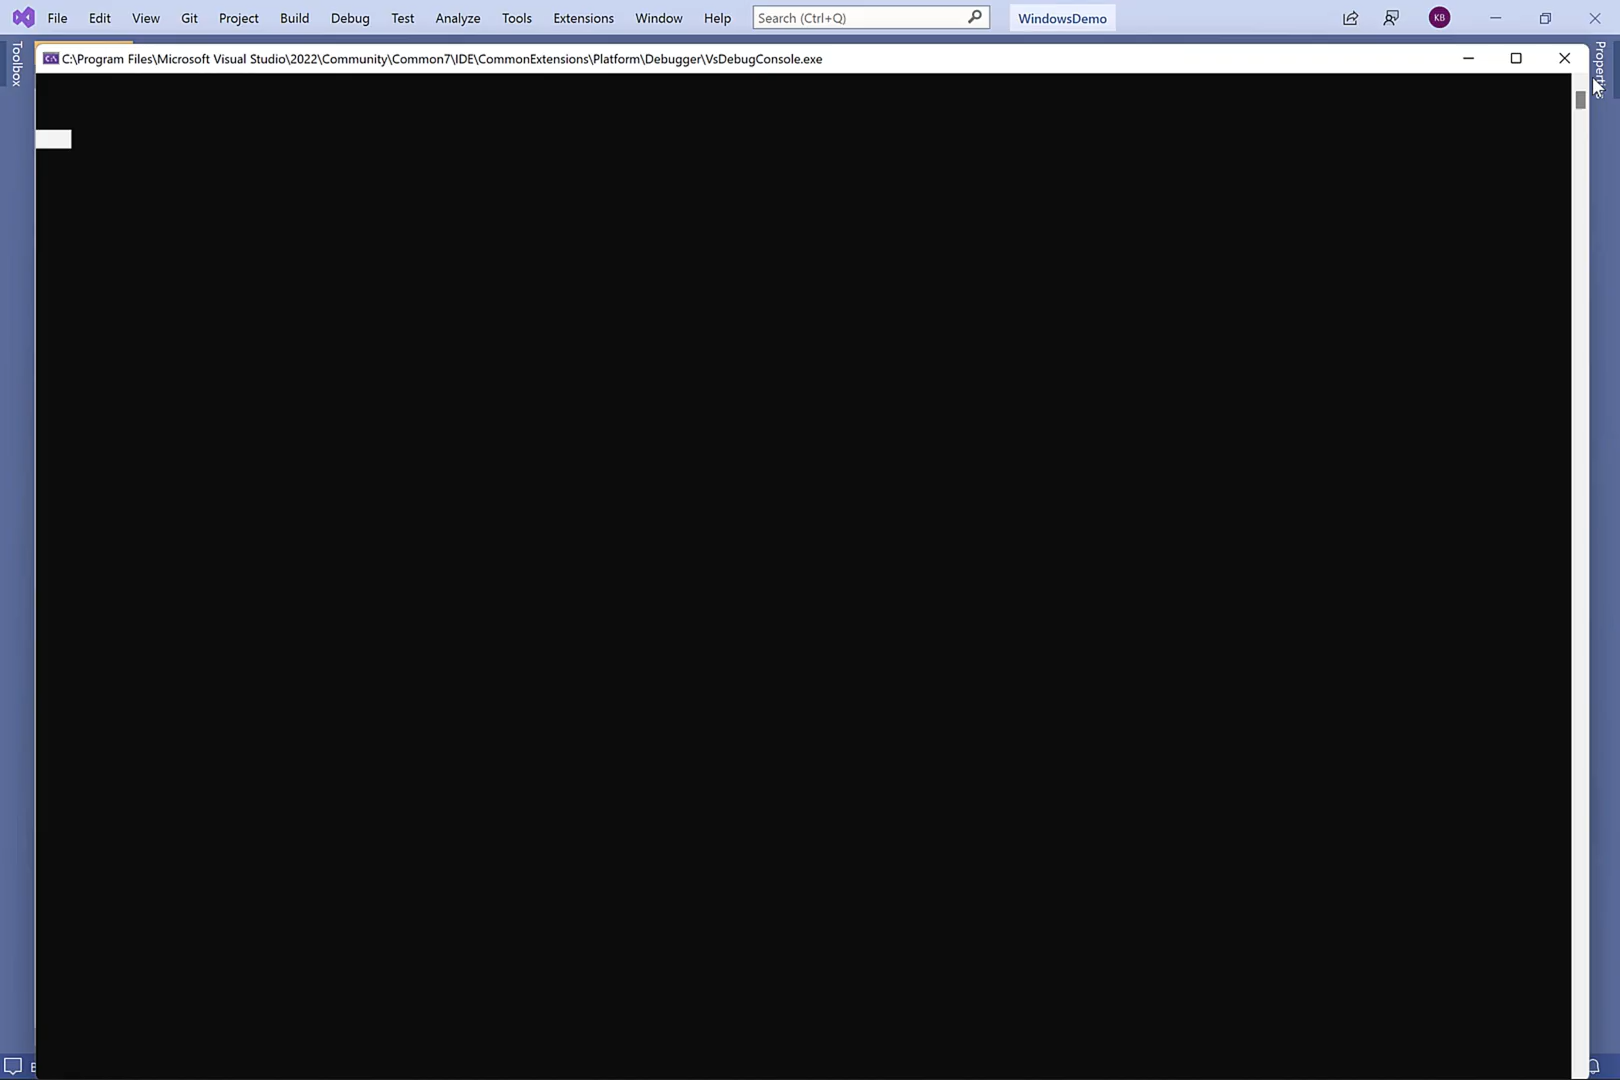 File Edit View Git Project Build Debug Test Analyze Tools Extensions Window Help Search (Ctrl+Q) WindowsDemo KB
Toolbox
C:\Program Files\Microsoft Visual Studio\2022\Community\Common7\IDE\CommonExtensions\Platform\Debugger\VsDebugConsole.exe
Properties